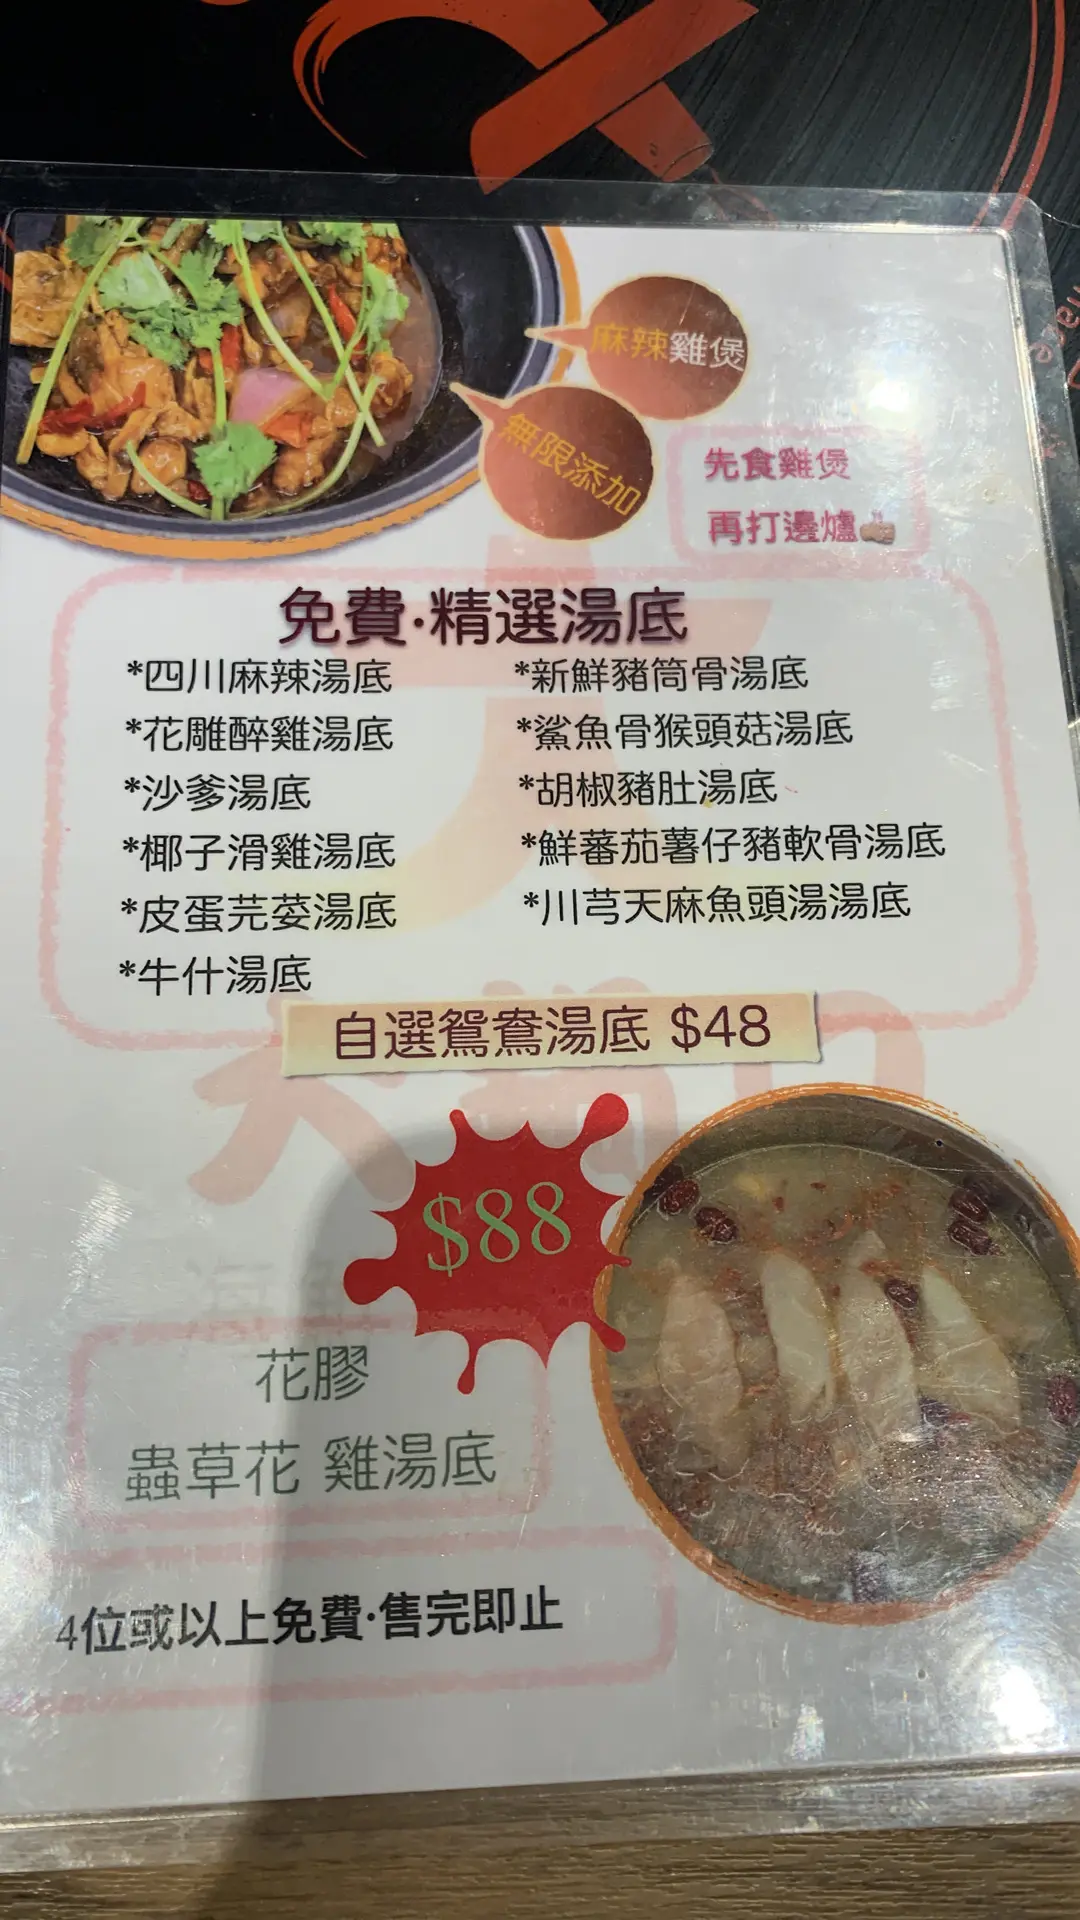 麻辣雞煲
無限添加
先食雞煲
再打邊爐
免費·精選湯底
*四川麻辣湯底
*花雕醉雞湯底
*沙爹湯底
*椰子滑雞湯底
*皮蛋芫荽湯底
*牛什湯底
*新鮮豬筒骨湯底
*鯊魚骨猴頭菇湯底
*胡椒豬肚湯底
*鮮蕃茄薯仔豬軟骨湯底
*川芎天麻魚頭湯湯底
自選鴛鴦湯底 $48
$88
花膠
蟲草花 雞湯底
4位或以上免費·售完即止